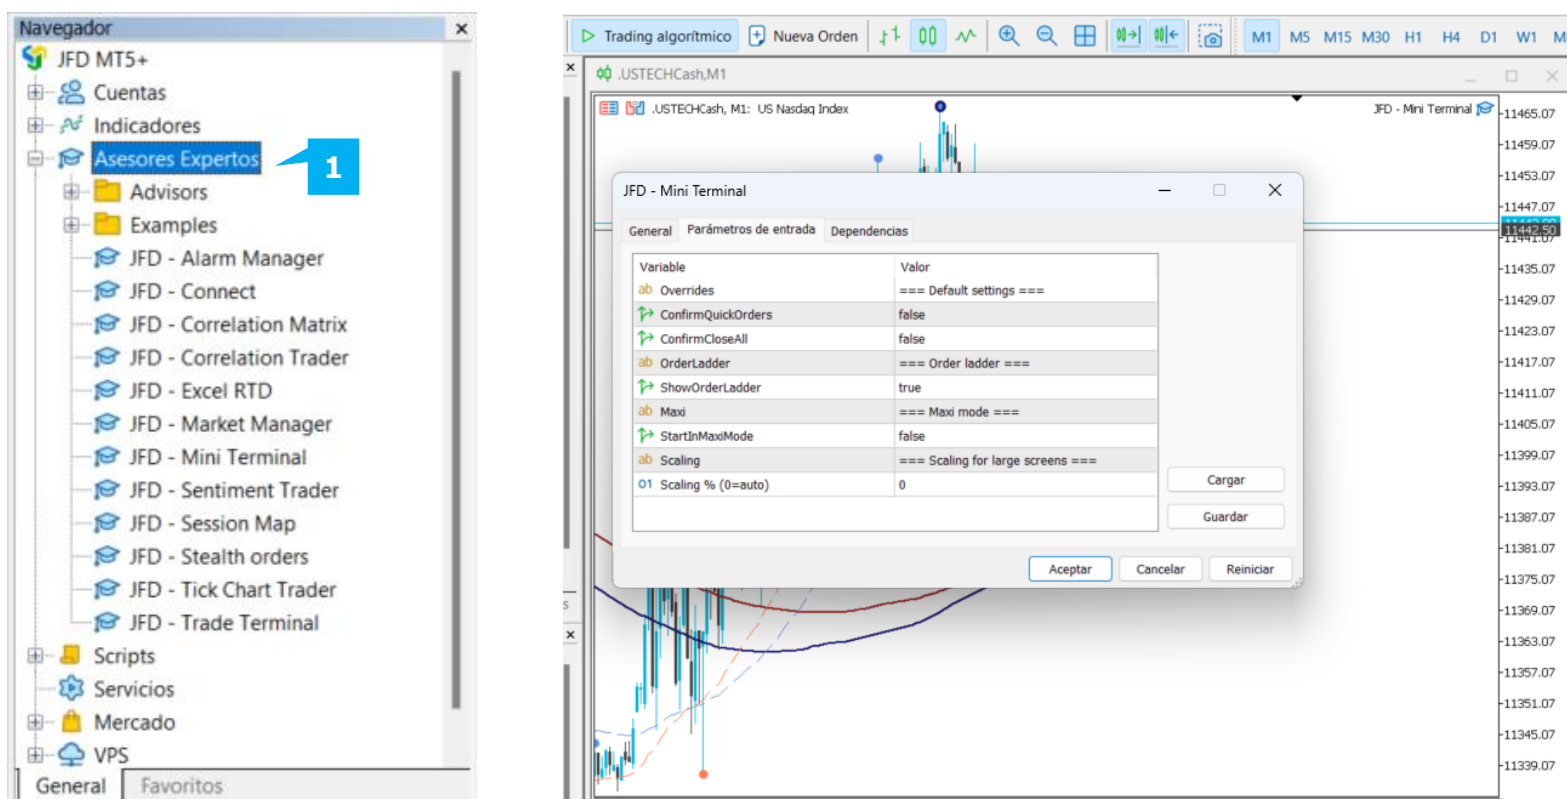 Navegador
JFD MT5+
Cuentas
Indicadores
Asesores Expertos
1
Advisors
Examples
JFD - Alarm Manager
JFD - Connect
JFD - Correlation Matrix
JFD - Correlation Trader
JFD - Excel RTD
JFD - Market Manager
JFD - Mini Terminal
JFD - Sentiment Trader
JFD - Session Map
JFD - Stealth orders
JFD - Tick Chart Trader
JFD - Trade Terminal
Scripts
Servicios
Mercado
VPS
General Favoritos
Trading algorítmico Nueva Orden M1 M5 M15 M30 H1 H4 D1 W1
.USTECHCash,M1
.USTECHCash, M1: US Nasdaq Index JFD - Mini Terminal
JFD - Mini Terminal
General Parámetros de entrada Dependencias
Variable Valor
ab Overrides === Default settings ===
ConfirmQuickOrders false
ConfirmCloseAll false
ab OrderLadder === Order ladder ===
ShowOrderLadder true
ab Maxi === Maxi mode ===
StartInMaxiMode false
ab Scaling === Scaling for large screens ===
01 Scaling % (0=auto) 0
Cargar
Guardar
Aceptar Cancelar Reiniciar
11465.07
11459.07
11453.07
11447.07
11442.50
11435.07
11429.07
11423.07
11417.07
11411.07
11405.07
11399.07
11393.07
11387.07
11381.07
11375.07
11369.07
11363.07
11357.07
11351.07
11345.07
11339.07